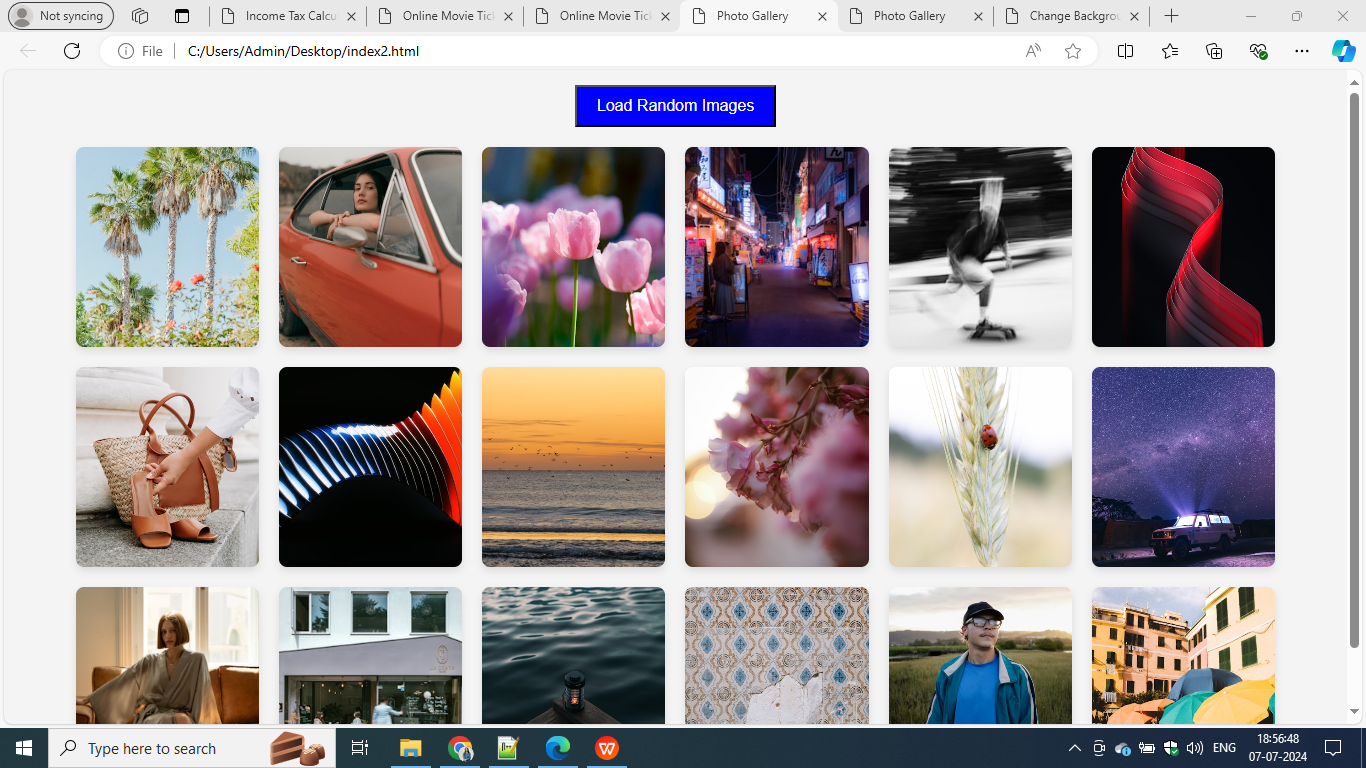 Not syncing
Income Tax Calcu
Online Movie Tick
Online Movie Tick
Photo Gallery
Photo Gallery
Change Backgrou
File
C:/Users/Admin/Desktop/index2.html
Load Random Images
Type here to search
ENG
18:56:48
07-07-2024